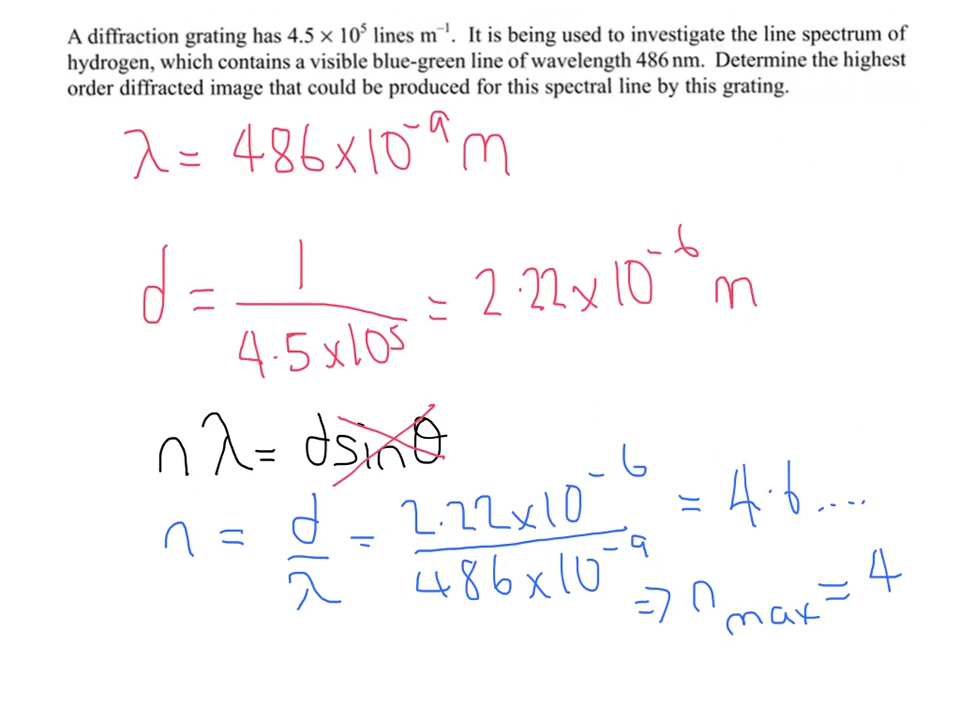 A diffraction grating has 4.5 × 10⁵ lines m⁻¹. It is being used to investigate the line spectrum of
hydrogen, which contains a visible blue-green line of wavelength 486 nm. Determine the highest
order diffracted image that could be produced for this spectral line by this grating.
λ = 486×10⁻⁹ m
d = 1/(4.5×10⁵) = 2.22×10⁻⁶ m
nλ = dsinθ
n = d/λ = (2.22×10⁻⁶)/(486×10⁻⁹) = 4.6....
⇒ n max = 4